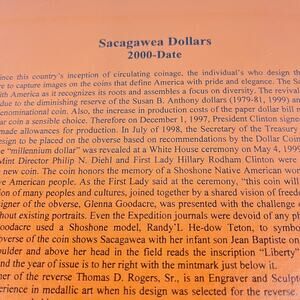 Sacagawea Dollars
2000-Date
ince this country's inception of circulating coinage, the individual's who design th
e to capture images on the coins that define America with pride and elegance. The Sa
th America as it recognizes its roots and assembles a focus on diversity. The revival
due to the diminishing reserve of the Susan B. Anthony dollars (1979-81, 1999) an
enominational coin. Also, the increase in production costs of the paper dollar bill m
ar coin a sensible choice. Therefore on December 1, 1997, President Clinton signe
made allowances for production. In July of 1998, the Secretary of the Treasury
esign to be placed on the obverse based on recommendations by the Dollar Coin
"millennium dollar" was revealed at a White House ceremony on May 4, 199
Mint Director Philip N. Diehl and First Lady Hillary Rodham Clinton were
new coin. The coin honors the memory of a Shoshone Native American wom
ve American people. As the First Lady said at the ceremony, "this coin will
ion of many peoples and cultures, joined together by a shared vision of freed
igner of the obverse, Glenna Goodacre, was presented with the challenge
hout existing portraits. Even the Expedition journals were devoid of any ph
oodacre used a Shoshone model, Randy'L He-dow Teton, to symbol
verse of the coin shows Sacagawea with her infant son Jean Baptiste on
ulder and above her head in the field reads the inscription "Liberty"
nd the year of issue is to her right with the mintmark just below it.
ner of the reverse Thomas D. Rogers, Sr., is an Engraver and Sculpt
erience in medallic art when his design was selected for the reverse.